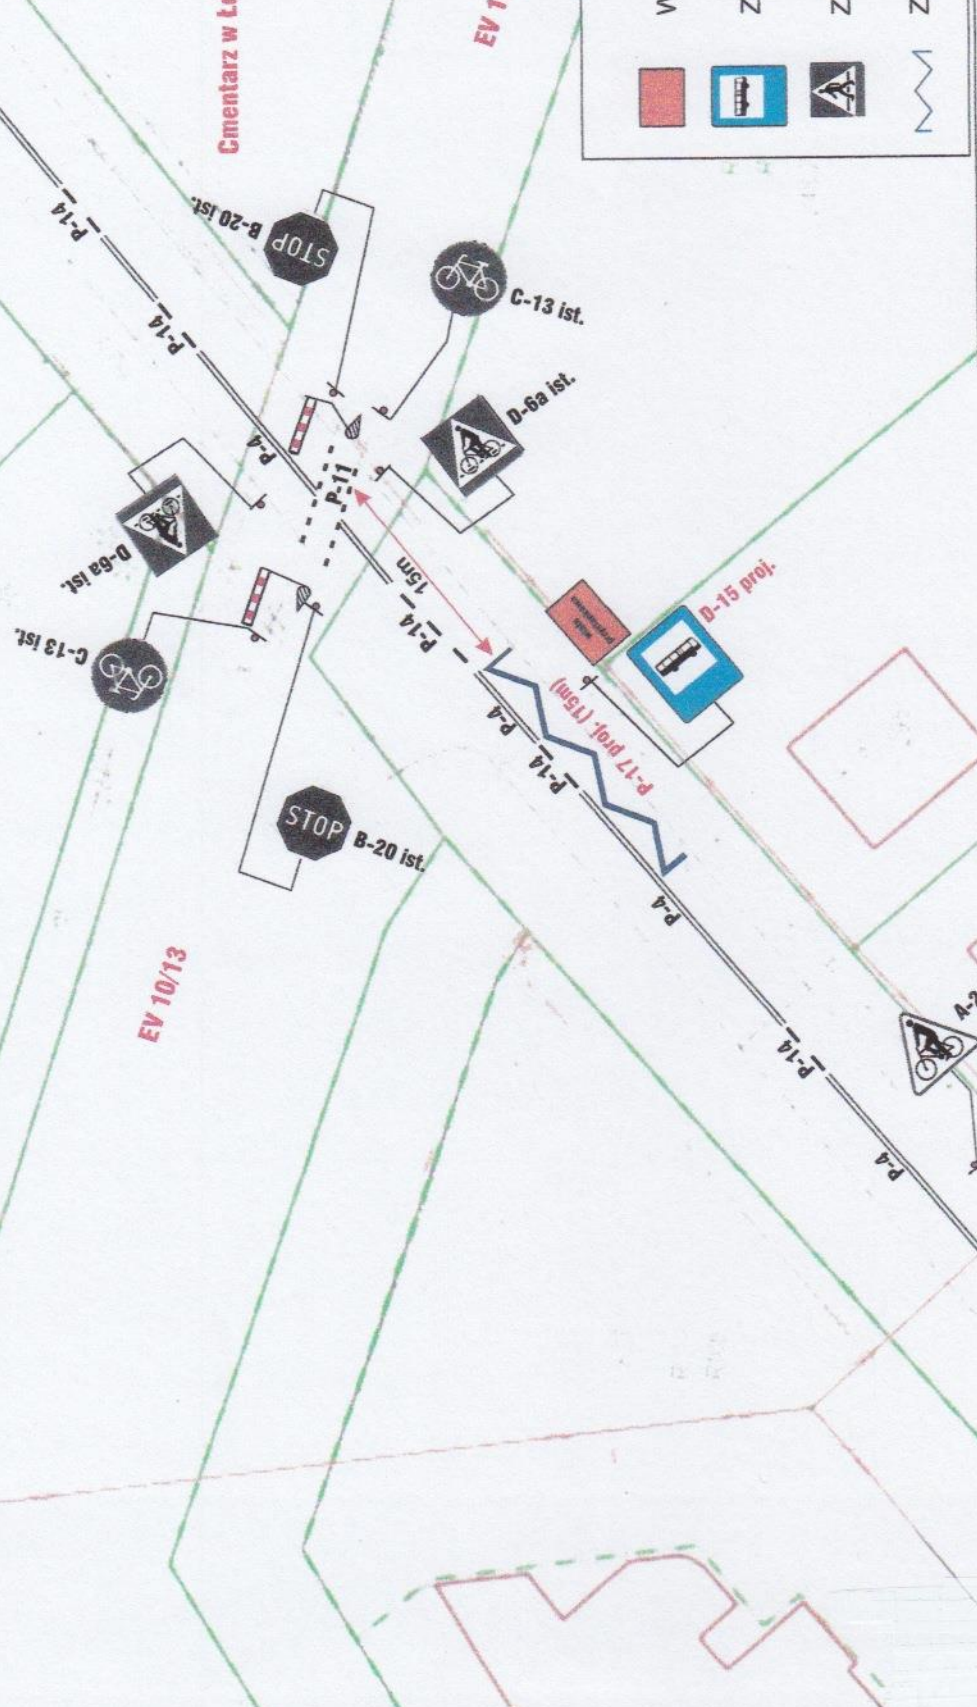 Cmentarz w
EV 1
W
Z
Z
Z
P-14
P-14
B-20 ist.
STOP
C-13 ist.
P-4
D-6a ist.
P-11
D-6a ist.
C-13 ist.
15m
P-14
D-15 proj.
P-17 proj. (15m)
P-4
P-14
STOP
B-20 ist.
P-4
EV 10/13
P-14
A-2
P-4